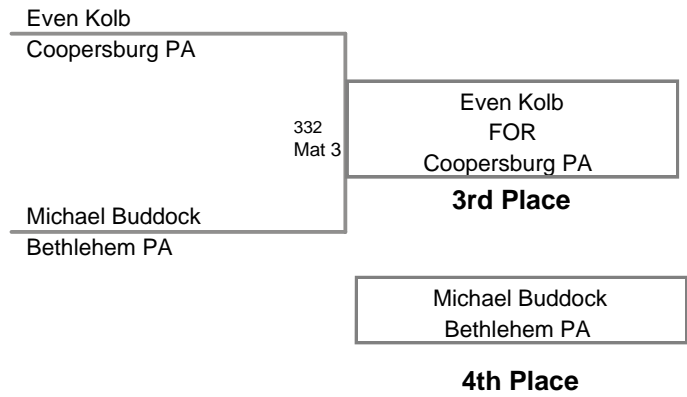 Even Kolb
Coopersburg PA
332
Mat 3
Even Kolb
FOR
Coopersburg PA
3rd Place
Michael Buddock
Bethlehem PA
Michael Buddock
Bethlehem PA
4th Place